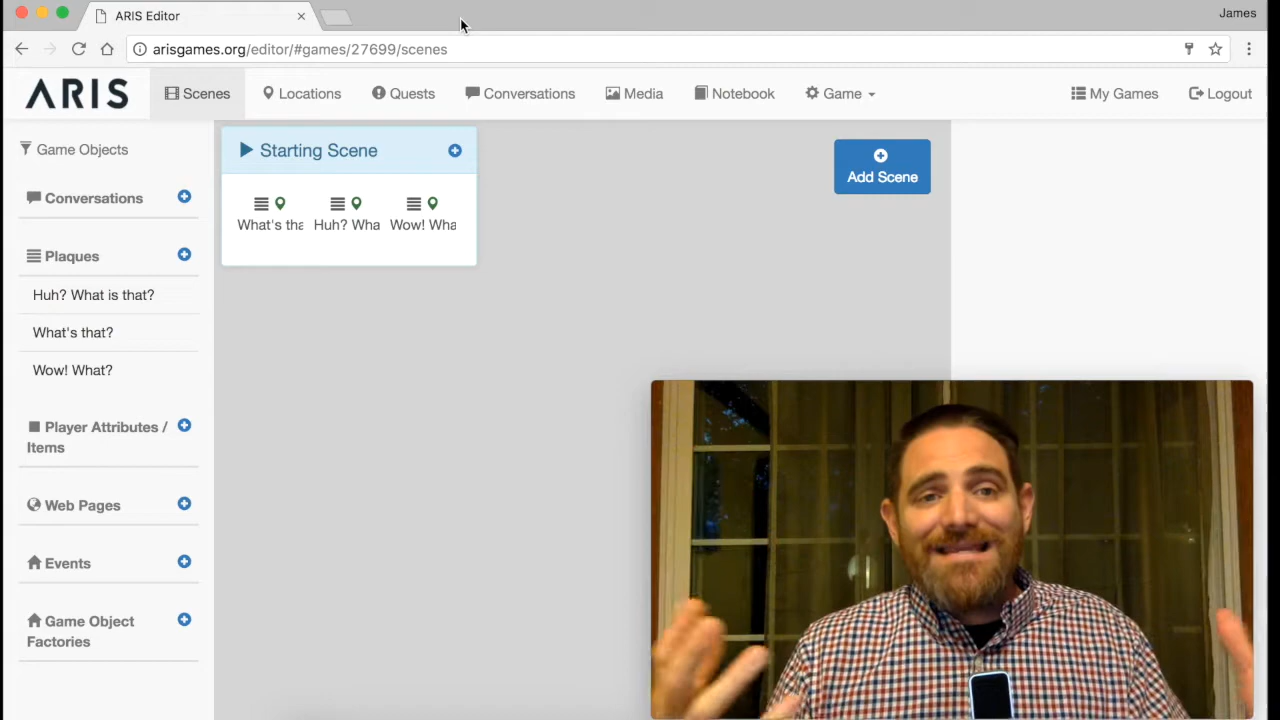 ARIS Editor
James
arisgames.org/editor/#games/27699/scenes
ARIS
Scenes
Locations
Quests
Conversations
Media
Notebook
Game
My Games
Logout
Game Objects
Conversations
Plaques
Huh? What is that?
What's that?
Wow! What?
Player Attributes /
Items
Web Pages
Events
Game Object
Factories
Starting Scene
What's tha
Huh? Wha
Wow! Wha
Add Scene